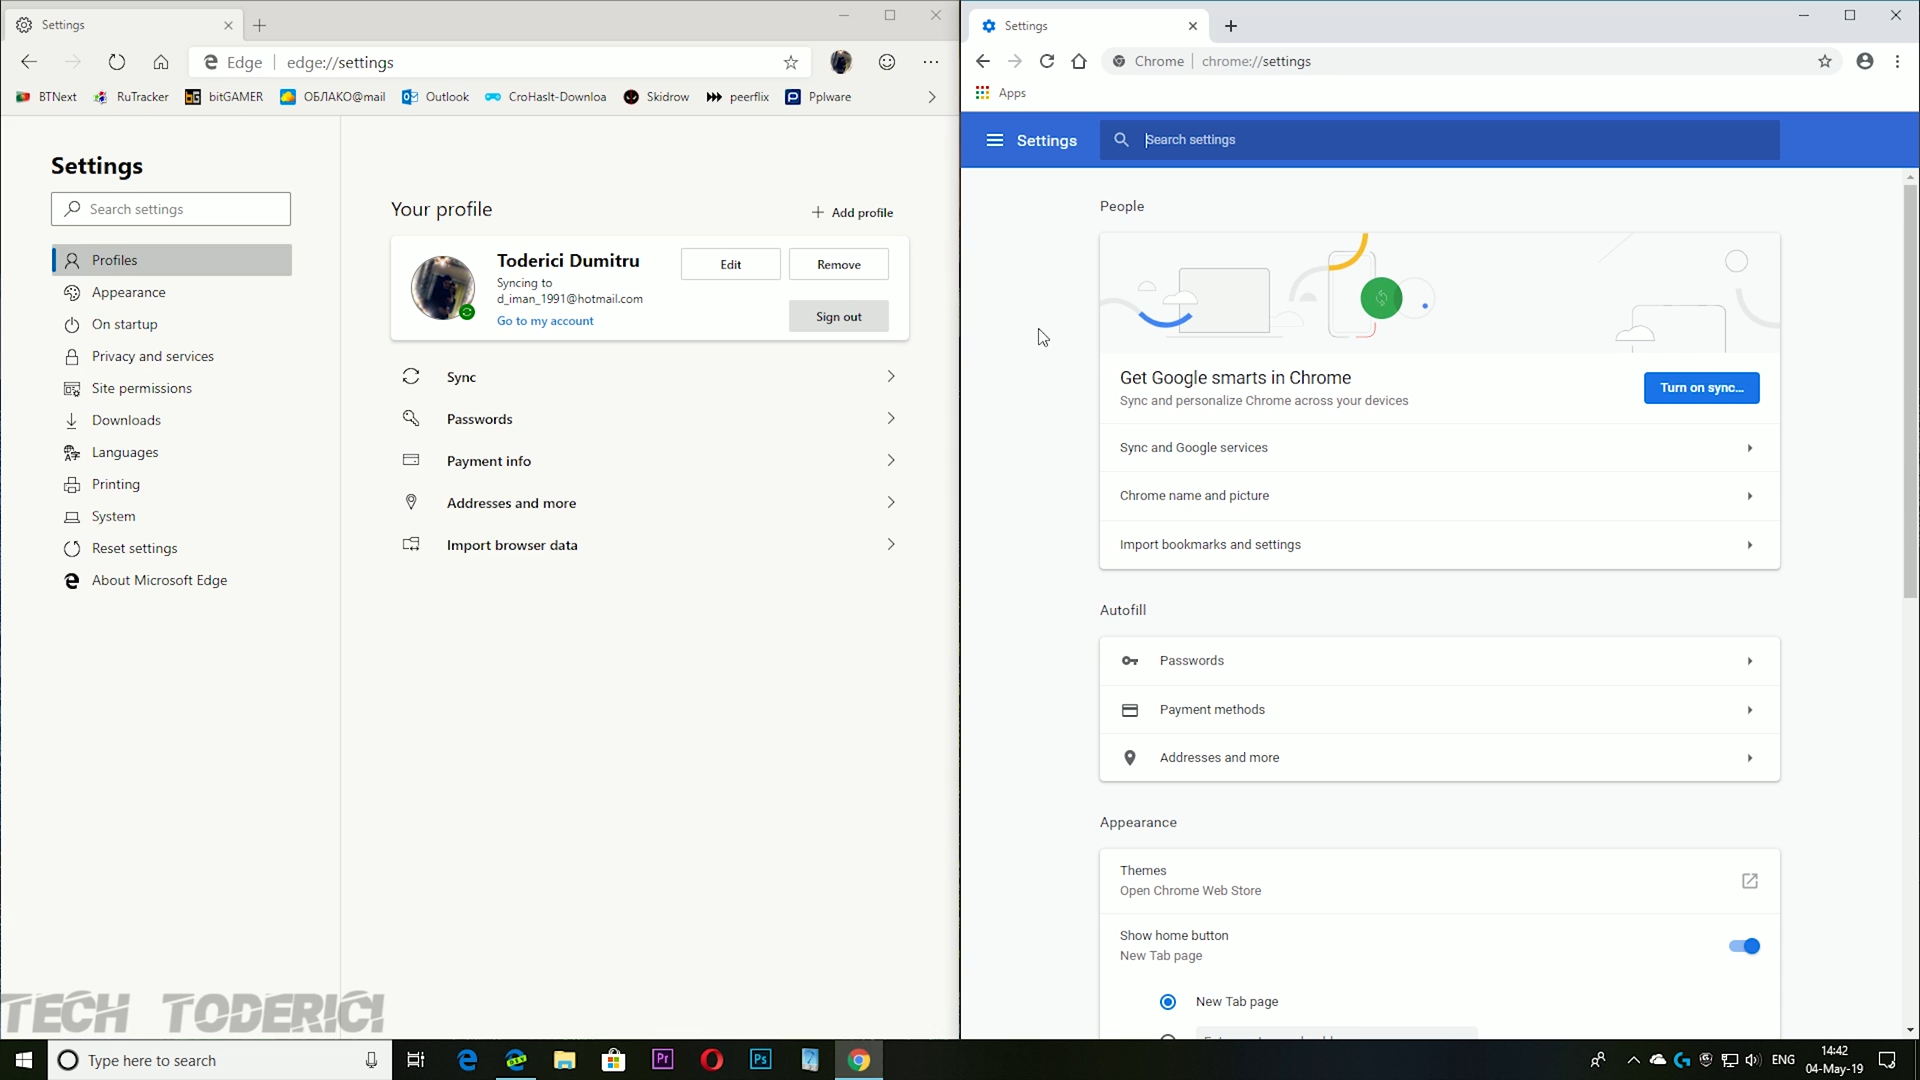 Settings
Edge
edge://settings
BTNext
RuTracker
bitGAMER
ОБЛАКО@mail
Outlook
CroHasIt-Downloa
Skidrow
peerflix
Pplware
Settings
Search settings
Profiles
Appearance
On startup
Privacy and services
Site permissions
Downloads
Languages
Printing
System
Reset settings
About Microsoft Edge
Your profile
Add profile
Toderici Dumitru
Syncing to
d_iman_1991@hotmail.com
Go to my account
Edit
Remove
Sign out
Sync
Passwords
Payment info
Addresses and more
Import browser data
TECH TODERICI
Settings
Chrome
chrome://settings
Apps
Settings
Search settings
People
Get Google smarts in Chrome
Sync and personalize Chrome across your devices
Turn on sync...
Sync and Google services
Chrome name and picture
Import bookmarks and settings
Autofill
Passwords
Payment methods
Addresses and more
Appearance
Themes
Open Chrome Web Store
Show home button
New Tab page
New Tab page
Type here to search
DEV
Pr
Ps
ENG
14:42
04-May-19